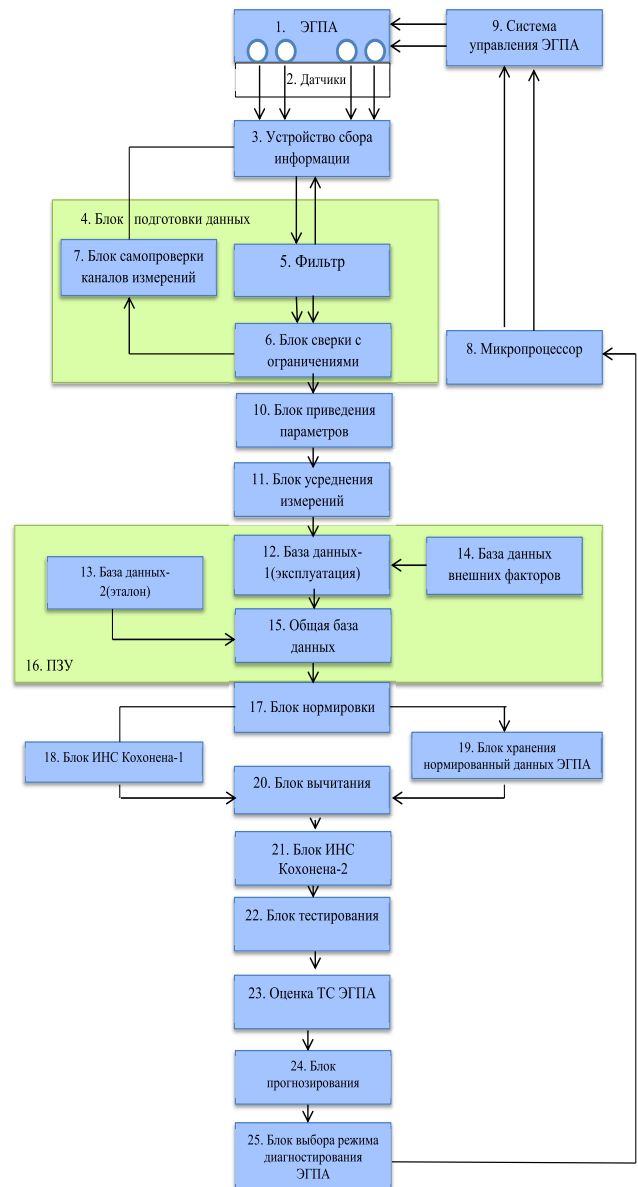 1. ЭГПА
9. Система
управления ЭГПА
2. Датчики
3. Устройство сбора
информации
4. Блок подготовки данных
7. Блок самопроверки
каналов измерений
5. Фильтр
6. Блок сверки с
ограничениями
8. Микропроцессор
10. Блок приведения
параметров
11. Блок усреднения
измерений
12. База данных-
1(эксплуатация)
13. База данных-
2(эталон)
14. База данных
внешних факторов
15. Общая база
данных
16. ПЗУ
17. Блок нормировки
18. Блок ИНС Кохонена-1
19. Блок хранения
нормированный данных ЭГПА
20. Блок вычитания
21. Блок ИНС
Кохонена-2
22. Блок тестирования
23. Оценка ТС ЭГПА
24. Блок
прогнозирования
25. Блок выбора режима
диагностирования
ЭГПА